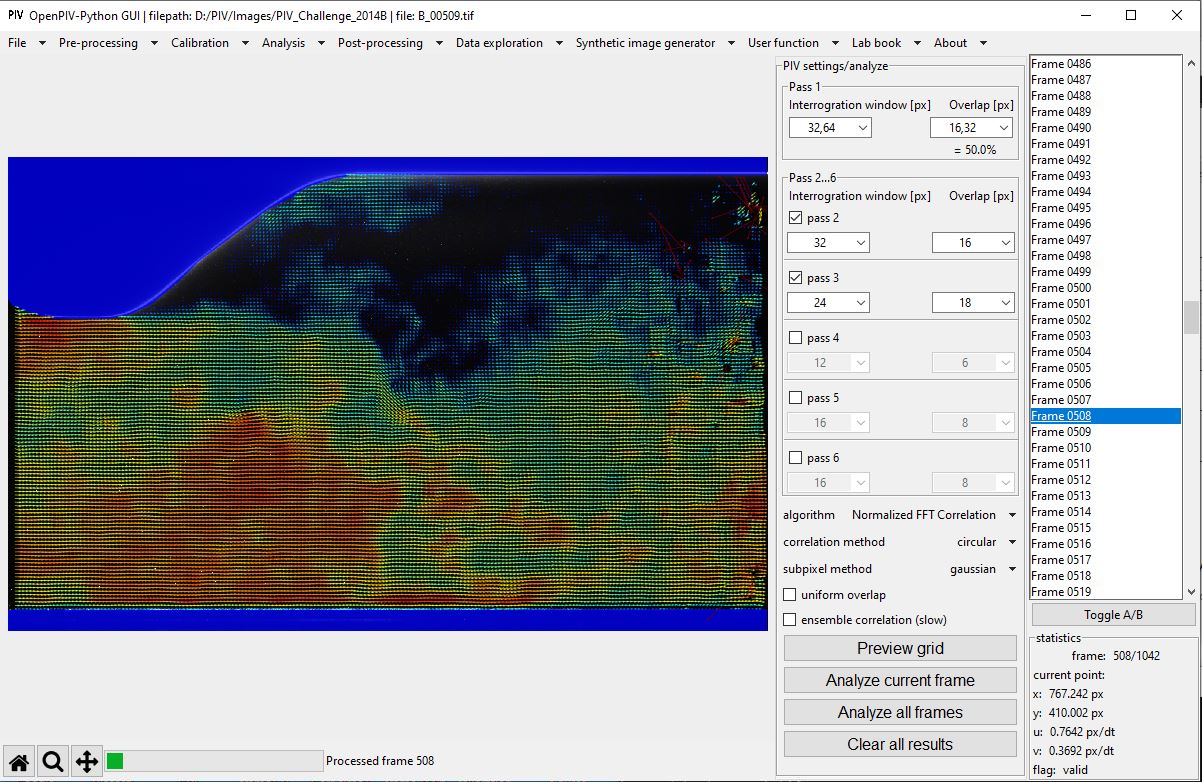 PIV OpenPIV-Python GUI | filepath: D:/PIV/Images/PIV_Challenge_2014B | file: B_00509.tif
File Pre-processing Calibration Analysis Post-processing Data exploration Synthetic image generator User function Lab book About
PIV settings/analyze
Pass 1
Interrogration window [px] Overlap [px]
32,64 16,32
= 50.0%
Pass 2...6
Interrogration window [px] Overlap [px]
pass 2
32 16
pass 3
24 18
pass 4
12 6
pass 5
16 8
pass 6
16 8
algorithm Normalized FFT Correlation
correlation method circular
subpixel method gaussian
uniform overlap
ensemble correlation (slow)
Preview grid
Analyze current frame
Analyze all frames
Clear all results
Frame 0486
Frame 0487
Frame 0488
Frame 0489
Frame 0490
Frame 0491
Frame 0492
Frame 0493
Frame 0494
Frame 0495
Frame 0496
Frame 0497
Frame 0498
Frame 0499
Frame 0500
Frame 0501
Frame 0502
Frame 0503
Frame 0504
Frame 0505
Frame 0506
Frame 0507
Frame 0508
Frame 0509
Frame 0510
Frame 0511
Frame 0512
Frame 0513
Frame 0514
Frame 0515
Frame 0516
Frame 0517
Frame 0518
Frame 0519
Toggle A/B
statistics
frame: 508/1042
current point:
x: 767.242 px
y: 410.002 px
u: 0.7642 px/dt
v: 0.3692 px/dt
flag: valid
Processed frame 508